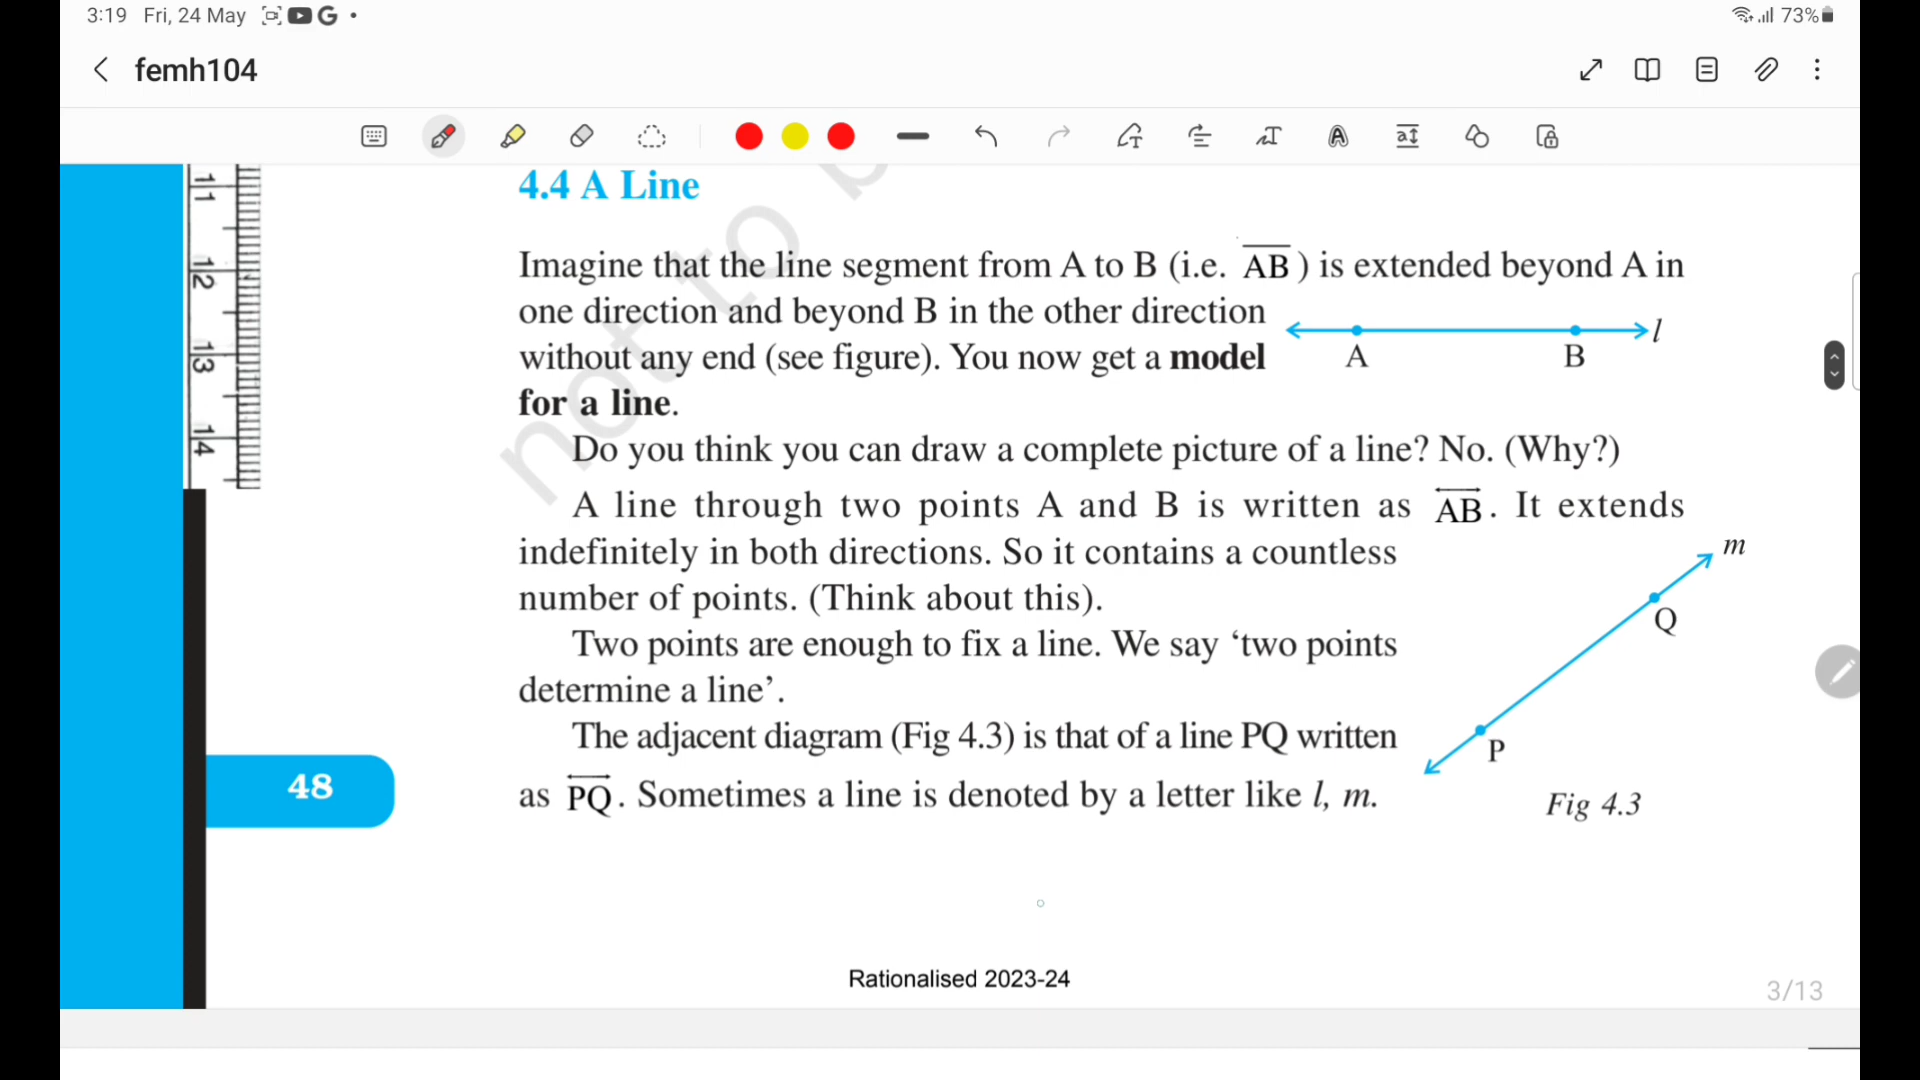 3:19 Fri, 24 May G •
73%
femh104
4.4 A Line
Imagine that the line segment from A to B (i.e. A̅B̅) is extended beyond A in
one direction and beyond B in the other direction
without any end (see figure). You now get a model
for a line.
l
A B
Do you think you can draw a complete picture of a line? No. (Why?)
A line through two points A and B is written as A⃡B⃡. It extends
indefinitely in both directions. So it contains a countless
number of points. (Think about this).
Two points are enough to fix a line. We say ‘two points
determine a line’.
The adjacent diagram (Fig 4.3) is that of a line PQ written
as P⃡Q⃡. Sometimes a line is denoted by a letter like l, m.
m
Q
P
Fig 4.3
11
12
13
14
48
not to b
Rationalised 2023-24
3/13